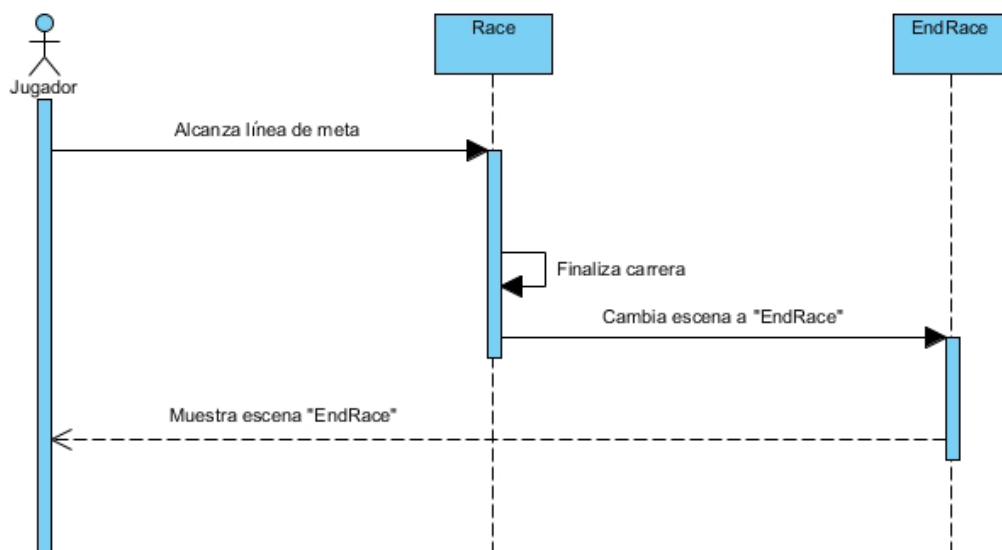 Race
EndRace
Jugador
Alcanza línea de meta
Finaliza carrera
Cambia escena a "EndRace"
Muestra escena "EndRace"